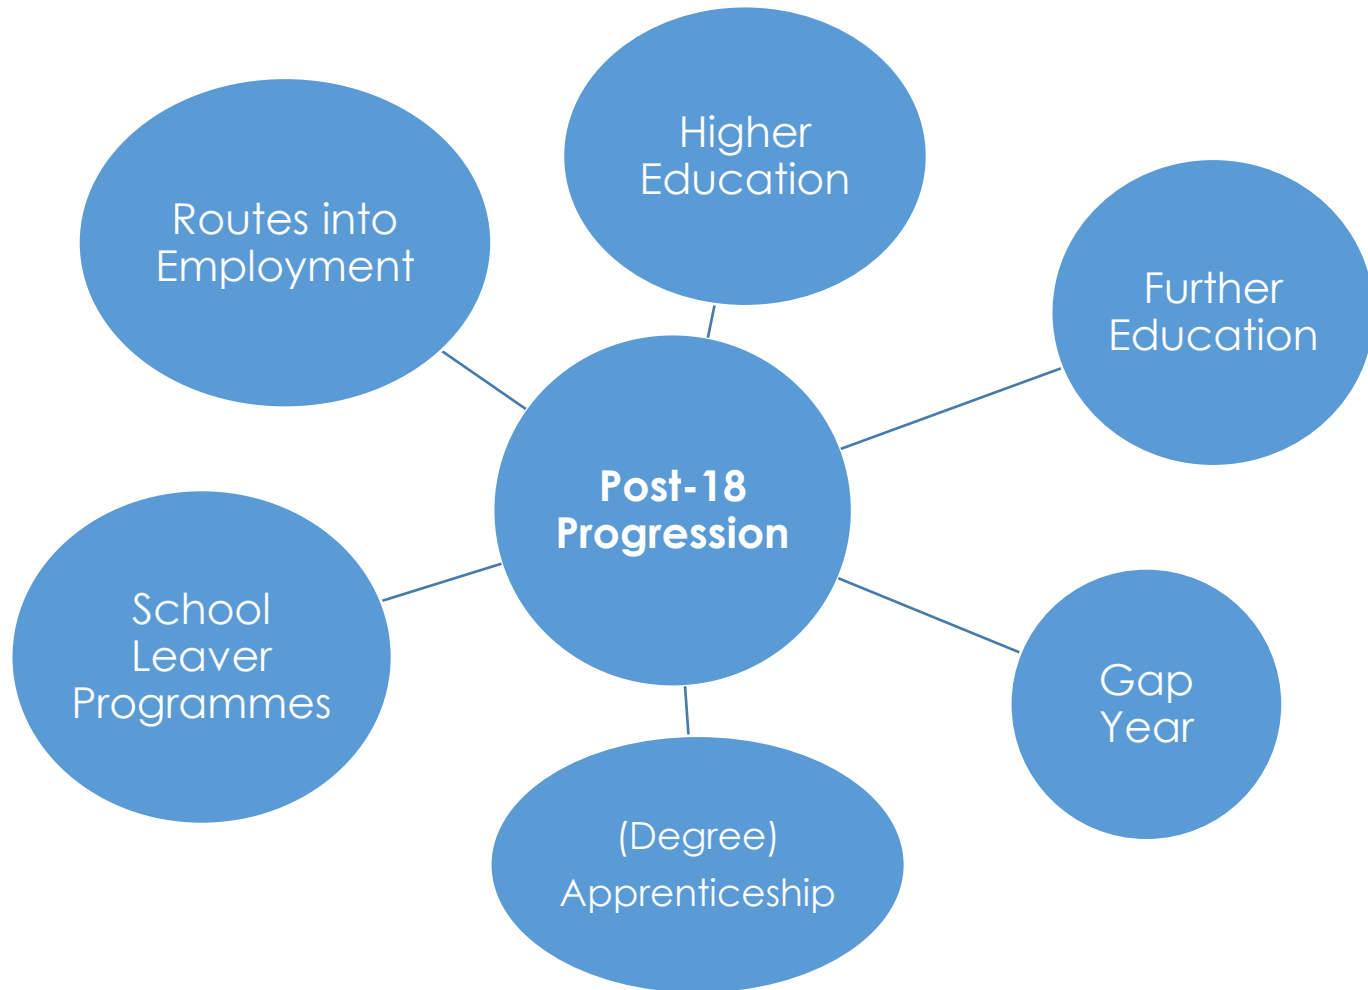 Higher
Education
Routes into
Employment
Further
Education
Post-18
Progression
School
Leaver
Programmes
Gap
Year
(Degree)
Apprenticeship